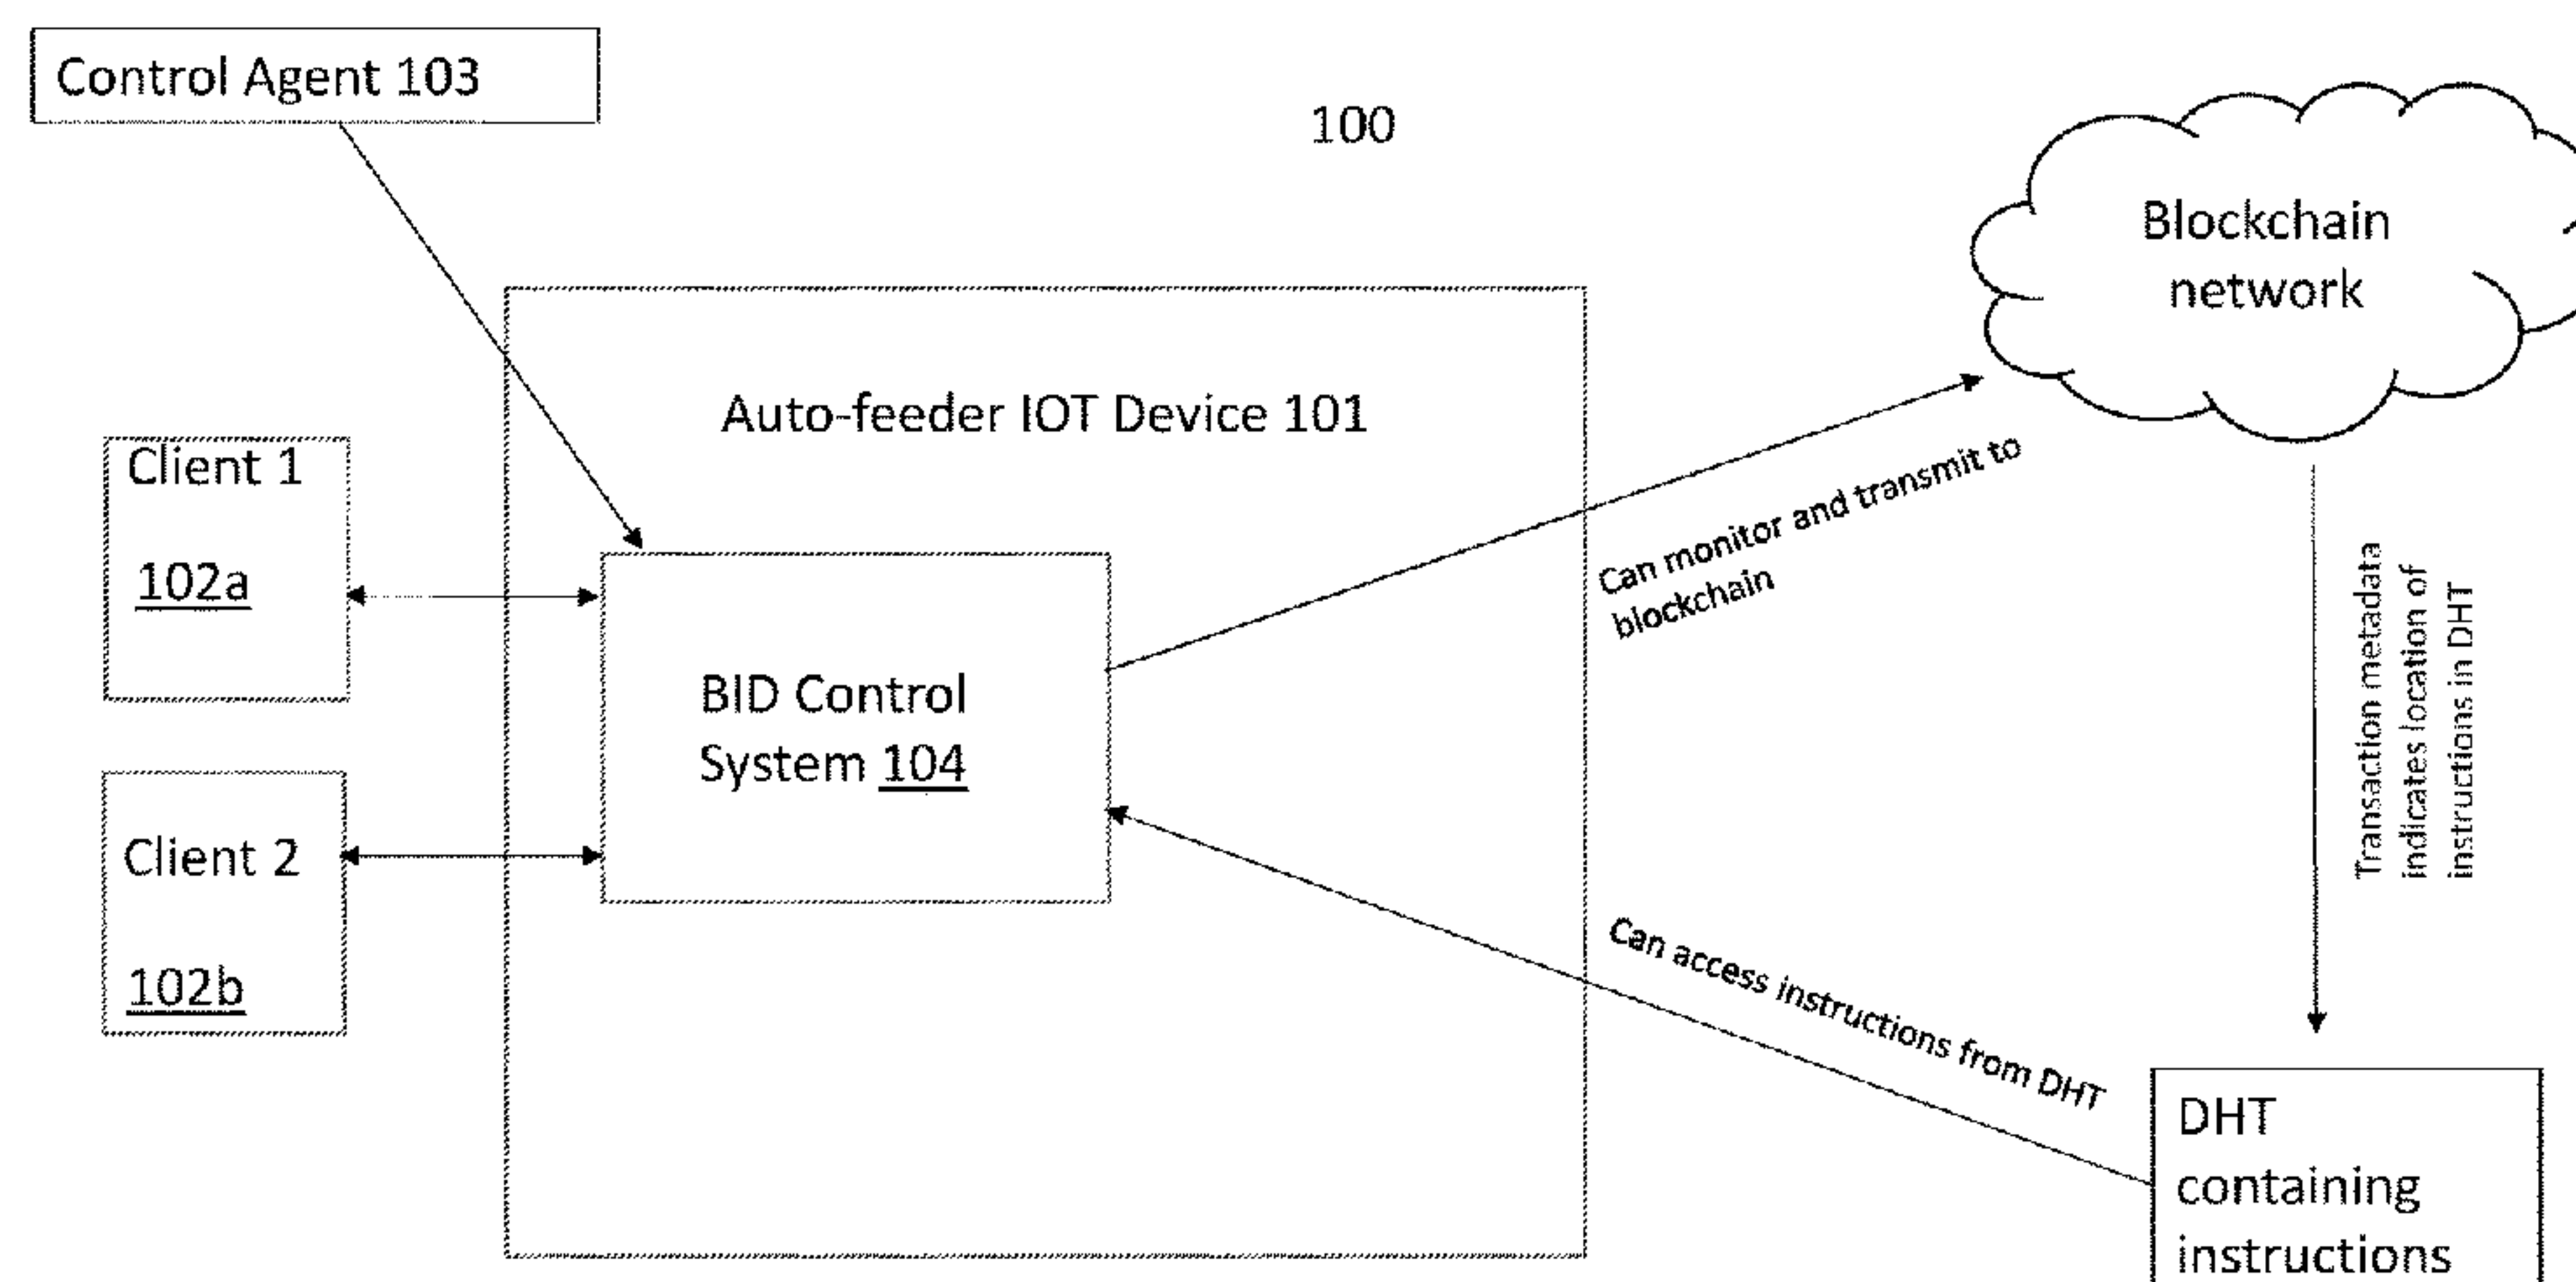 Control Agent 103
100
Blockchain
network
Auto-feeder IOT Device 101
Client 1
102a
Can monitor and transmit to
blockchain
Transaction metadata
indicates location of
instructions in DHT
BID Control
System 104
Client 2
102b
Can access instructions from DHT
DHT
containing
instructions